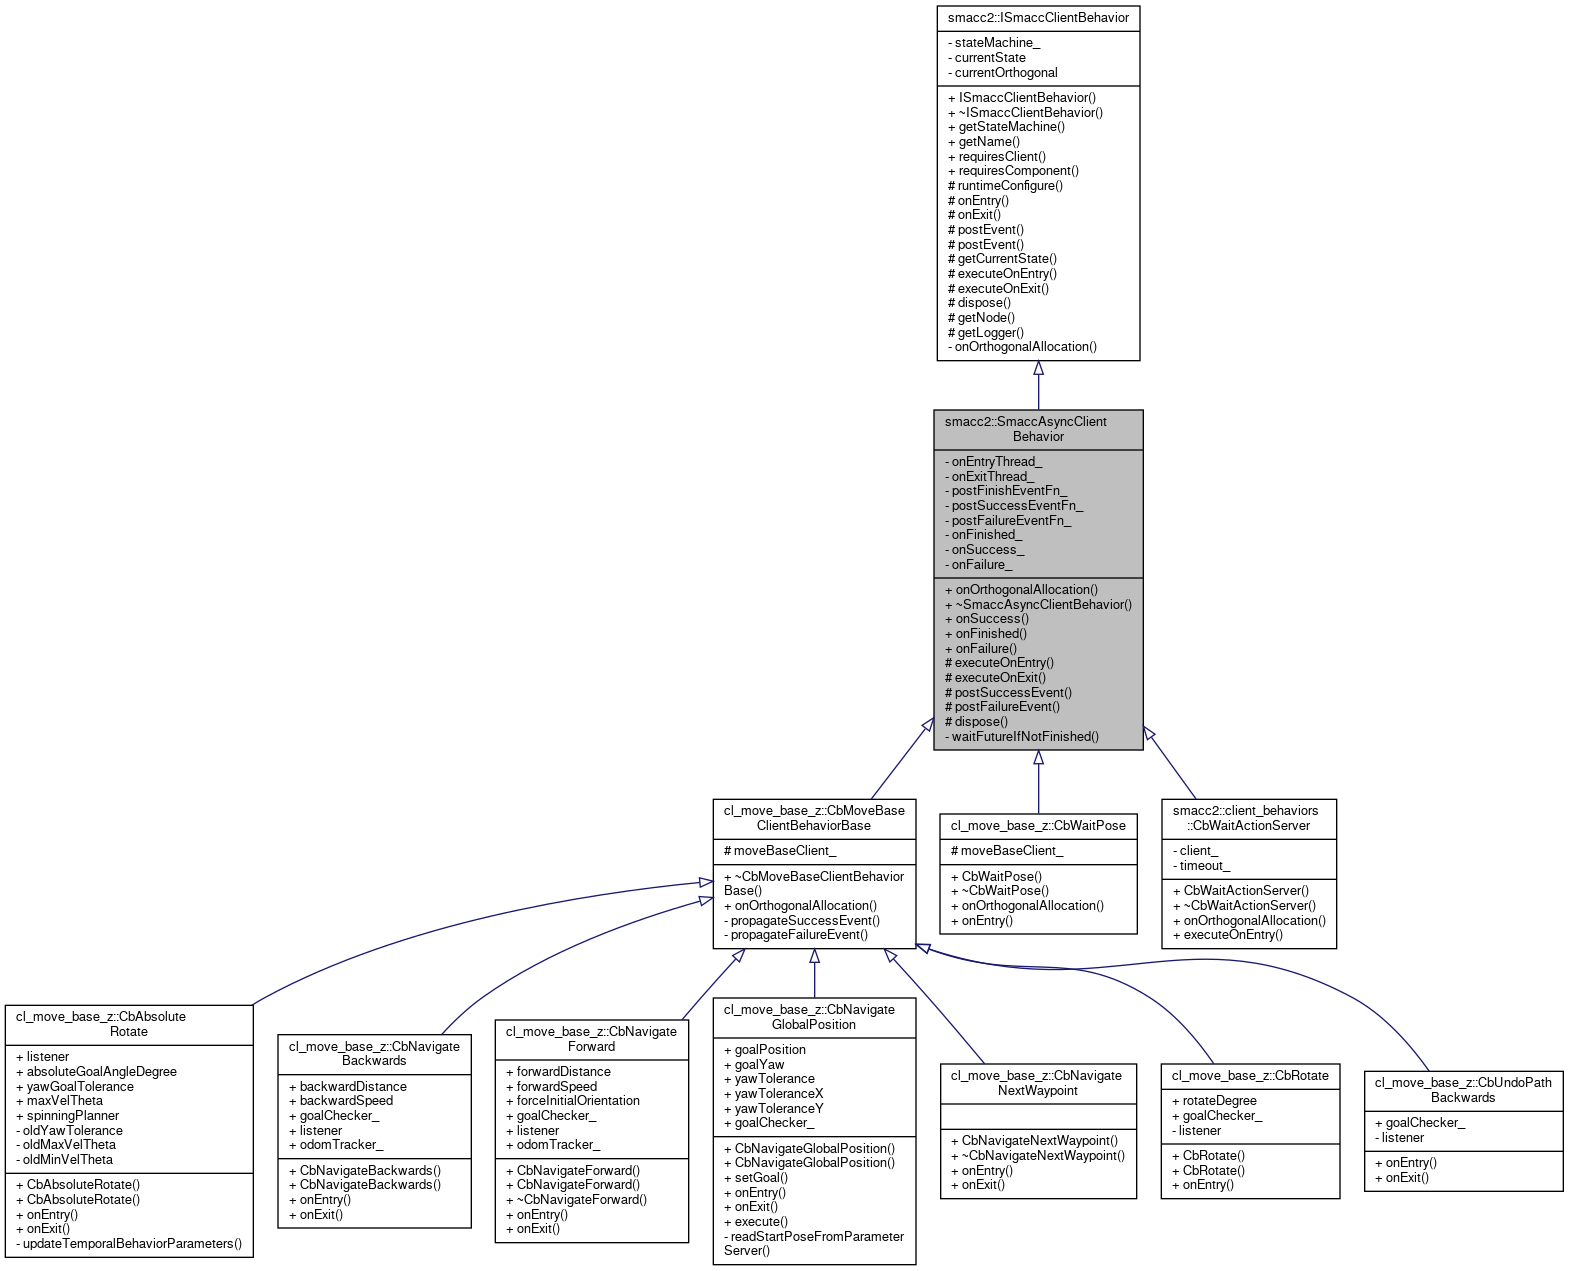 smacc2::ISmaccClientBehavior
- stateMachine_
- currentState
- currentOrthogonal
+ ISmaccClientBehavior()
+ ~ISmaccClientBehavior()
+ getStateMachine()
+ getName()
+ requiresClient()
+ requiresComponent()
# runtimeConfigure()
# onEntry()
# onExit()
# postEvent()
# postEvent()
# getCurrentState()
# executeOnEntry()
# executeOnExit()
# dispose()
# getNode()
# getLogger()
- onOrthogonalAllocation()
smacc2::SmaccAsyncClient
Behavior
- onEntryThread_
- onExitThread_
- postFinishEventFn_
- postSuccessEventFn_
- postFailureEventFn_
- onFinished_
- onSuccess_
- onFailure_
+ onOrthogonalAllocation()
+ ~SmaccAsyncClientBehavior()
+ onSuccess()
+ onFinished()
+ onFailure()
# executeOnEntry()
# executeOnExit()
# postSuccessEvent()
# postFailureEvent()
# dispose()
- waitFutureIfNotFinished()
cl_move_base_z::CbMoveBase
ClientBehaviorBase
# moveBaseClient_
+ ~CbMoveBaseClientBehavior
Base()
+ onOrthogonalAllocation()
- propagateSuccessEvent()
- propagateFailureEvent()
cl_move_base_z::CbWaitPose
# moveBaseClient_
+ CbWaitPose()
+ ~CbWaitPose()
+ onOrthogonalAllocation()
+ onEntry()
smacc2::client_behaviors
::CbWaitActionServer
- client_
- timeout_
+ CbWaitActionServer()
+ ~CbWaitActionServer()
+ onOrthogonalAllocation()
+ executeOnEntry()
cl_move_base_z::CbAbsolute
Rotate
+ listener
+ absoluteGoalAngleDegree
+ yawGoalTolerance
+ maxVelTheta
+ spinningPlanner
- oldYawTolerance
- oldMaxVelTheta
- oldMinVelTheta
+ CbAbsoluteRotate()
+ CbAbsoluteRotate()
+ onEntry()
+ onExit()
- updateTemporalBehaviorParameters()
cl_move_base_z::CbNavigate
Backwards
+ backwardDistance
+ backwardSpeed
+ goalChecker_
+ listener
+ odomTracker_
+ CbNavigateBackwards()
+ CbNavigateBackwards()
+ onEntry()
+ onExit()
cl_move_base_z::CbNavigate
Forward
+ forwardDistance
+ forwardSpeed
+ forceInitialOrientation
+ goalChecker_
+ listener
+ odomTracker_
+ CbNavigateForward()
+ CbNavigateForward()
+ ~CbNavigateForward()
+ onEntry()
+ onExit()
cl_move_base_z::CbNavigate
GlobalPosition
+ goalPosition
+ goalYaw
+ yawTolerance
+ yawToleranceX
+ yawToleranceY
+ goalChecker_
+ CbNavigateGlobalPosition()
+ CbNavigateGlobalPosition()
+ setGoal()
+ onEntry()
+ onExit()
+ execute()
- readStartPoseFromParameter
Server()
cl_move_base_z::CbNavigate
NextWaypoint
+ CbNavigateNextWaypoint()
+ ~CbNavigateNextWaypoint()
+ onEntry()
+ onExit()
cl_move_base_z::CbRotate
+ rotateDegree
+ goalChecker_
- listener
+ CbRotate()
+ CbRotate()
+ onEntry()
cl_move_base_z::CbUndoPath
Backwards
+ goalChecker_
- listener
+ onEntry()
+ onExit()